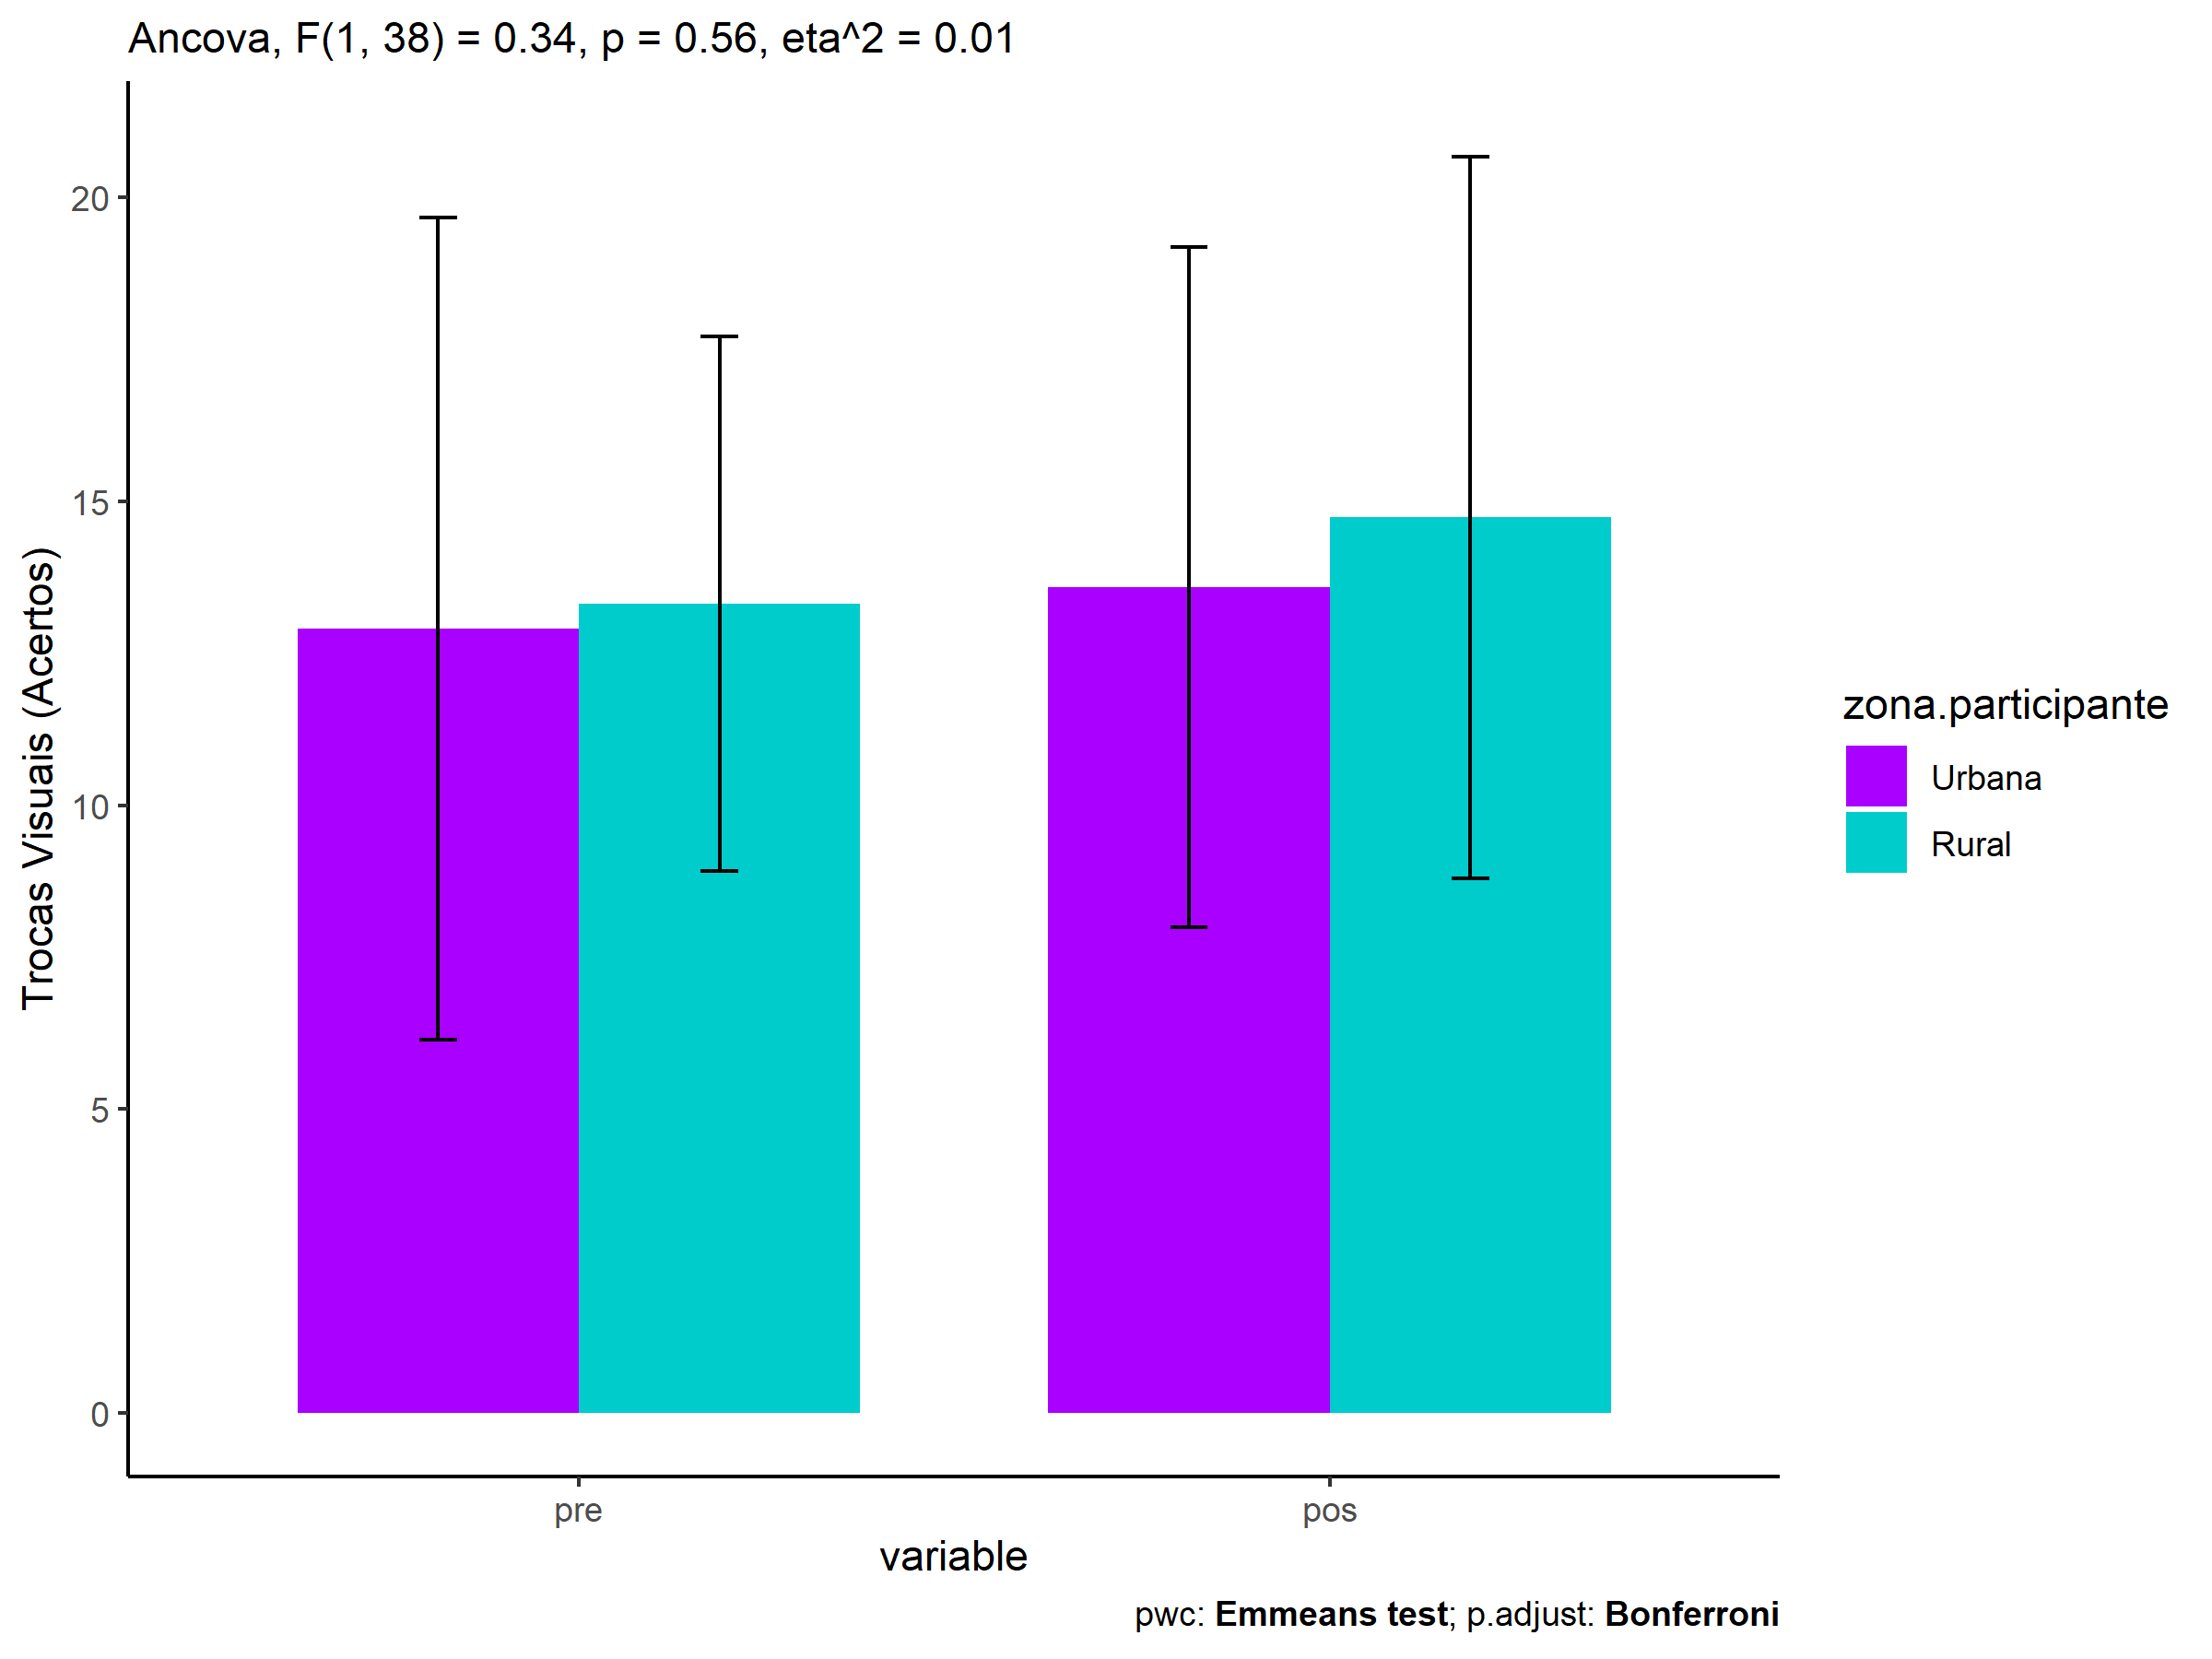 Ancova, F(1, 38) = 0.34, p = 0.56, eta^2 = 0.01
Trocas Visuais (Acertos)
20
15
10
5
0
pre
pos
variable
zona.participante
Urbana
Rural
pwc: Emmeans test; p.adjust: Bonferroni